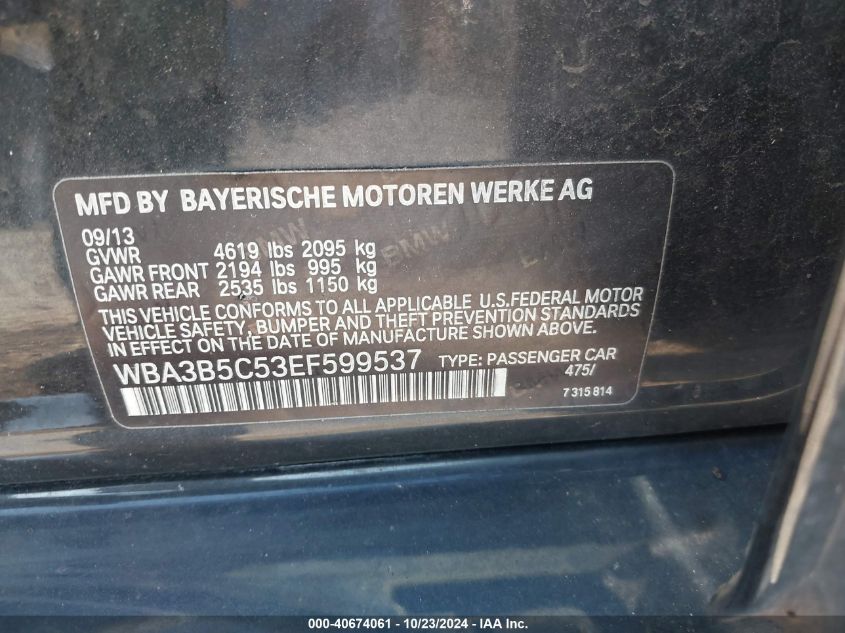 MFD BY BAYERISCHE MOTOREN WERKE AG
09/13
GVWR 4619 lbs 2095 kg
GAWR FRONT 2194 lbs 995 kg
GAWR REAR 2535 lbs 1150 kg
THIS VEHICLE CONFORMS TO ALL APPLICABLE U.S.FEDERAL MOTOR
VEHICLE SAFETY, BUMPER AND THEFT PREVENTION STANDARDS
IN EFFECT ON THE DATE OF MANUFACTURE SHOWN ABOVE.
WBA3B5C53EF599537 TYPE: PASSENGER CAR
475/
7 315 814
000-40674061 - 10/23/2024 - IAA Inc.